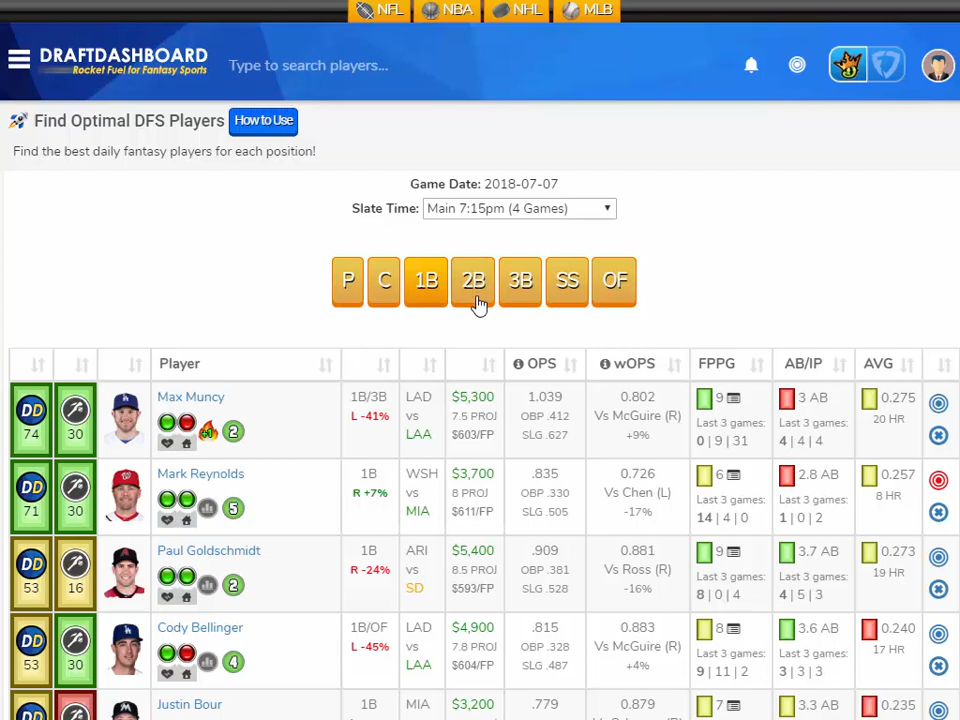 NFL NBA NHL MLB
DRAFTDASHBOARD
Rocket Fuel for Fantasy Sports
Type to search players...
Find Optimal DFS Players How to Use
Find the best daily fantasy players for each position!
Game Date: 2018-07-07
Slate Time: Main 7:15pm (4 Games)
P C 1B 2B 3B SS OF
Player OPS wOPS FPPG AB/IP AVG
DD 74 30 Max Muncy +1 2 1B/3B L -41% LAD vs LAA $5,300 7.5 PROJ $603/FP 1.039 OBP .412 SLG .627 0.802 Vs McGuire (R) +9% 9 Last 3 games: 0 | 9 | 31 3 AB Last 3 games: 4 | 4 | 4 0.275 20 HR
DD 71 30 Mark Reynolds 5 1B R +7% WSH vs MIA $3,700 8 PROJ $611/FP .835 OBP .330 SLG .505 0.726 Vs Chen (L) -17% 6 Last 3 games: 14 | 4 | 0 2.8 AB Last 3 games: 1 | 0 | 2 0.257 8 HR
DD 53 16 Paul Goldschmidt 2 1B R -24% ARI vs SD $5,400 8.5 PROJ $593/FP .909 OBP .381 SLG .528 0.881 Vs Ross (R) -16% 9 Last 3 games: 8 | 0 | 4 3.7 AB Last 3 games: 4 | 5 | 3 0.273 19 HR
DD 53 30 Cody Bellinger 4 1B/OF L -45% LAD vs LAA $4,900 7.8 PROJ $604/FP .815 OBP .328 SLG .487 0.883 Vs McGuire (R) +4% 8 Last 3 games: 9 | 11 | 2 3.6 AB Last 3 games: 3 | 3 | 3 0.240 17 HR
DD Justin Bour 1B MIA $3,200 .779 0.879 7 3.3 AB 0.235